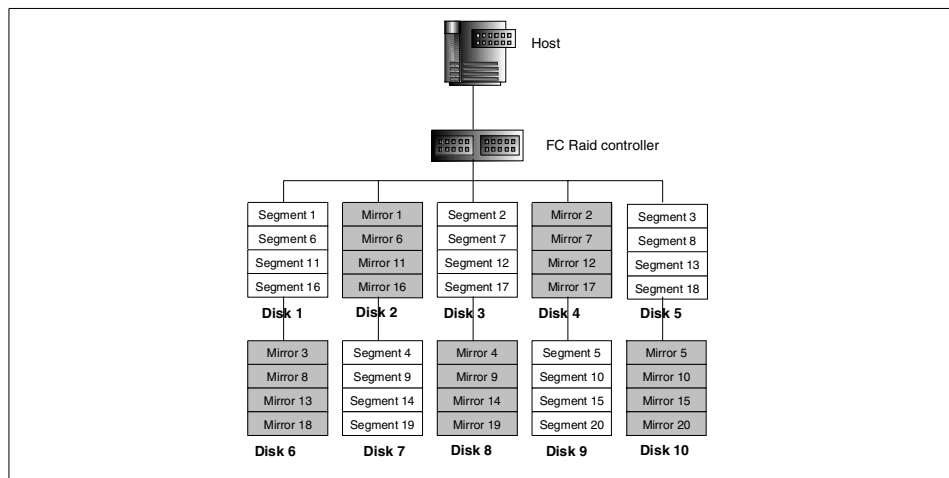 Host
FC Raid controller
Segment 1
Segment 6
Segment 11
Segment 16
Disk 1
Mirror 1
Mirror 6
Mirror 11
Mirror 16
Disk 2
Segment 2
Segment 7
Segment 12
Segment 17
Disk 3
Mirror 2
Mirror 7
Mirror 12
Mirror 17
Disk 4
Segment 3
Segment 8
Segment 13
Segment 18
Disk 5
Mirror 3
Mirror 8
Mirror 13
Mirror 18
Disk 6
Segment 4
Segment 9
Segment 14
Segment 19
Disk 7
Mirror 4
Mirror 9
Mirror 14
Mirror 19
Disk 8
Segment 5
Segment 10
Segment 15
Segment 20
Disk 9
Mirror 5
Mirror 10
Mirror 15
Mirror 20
Disk 10